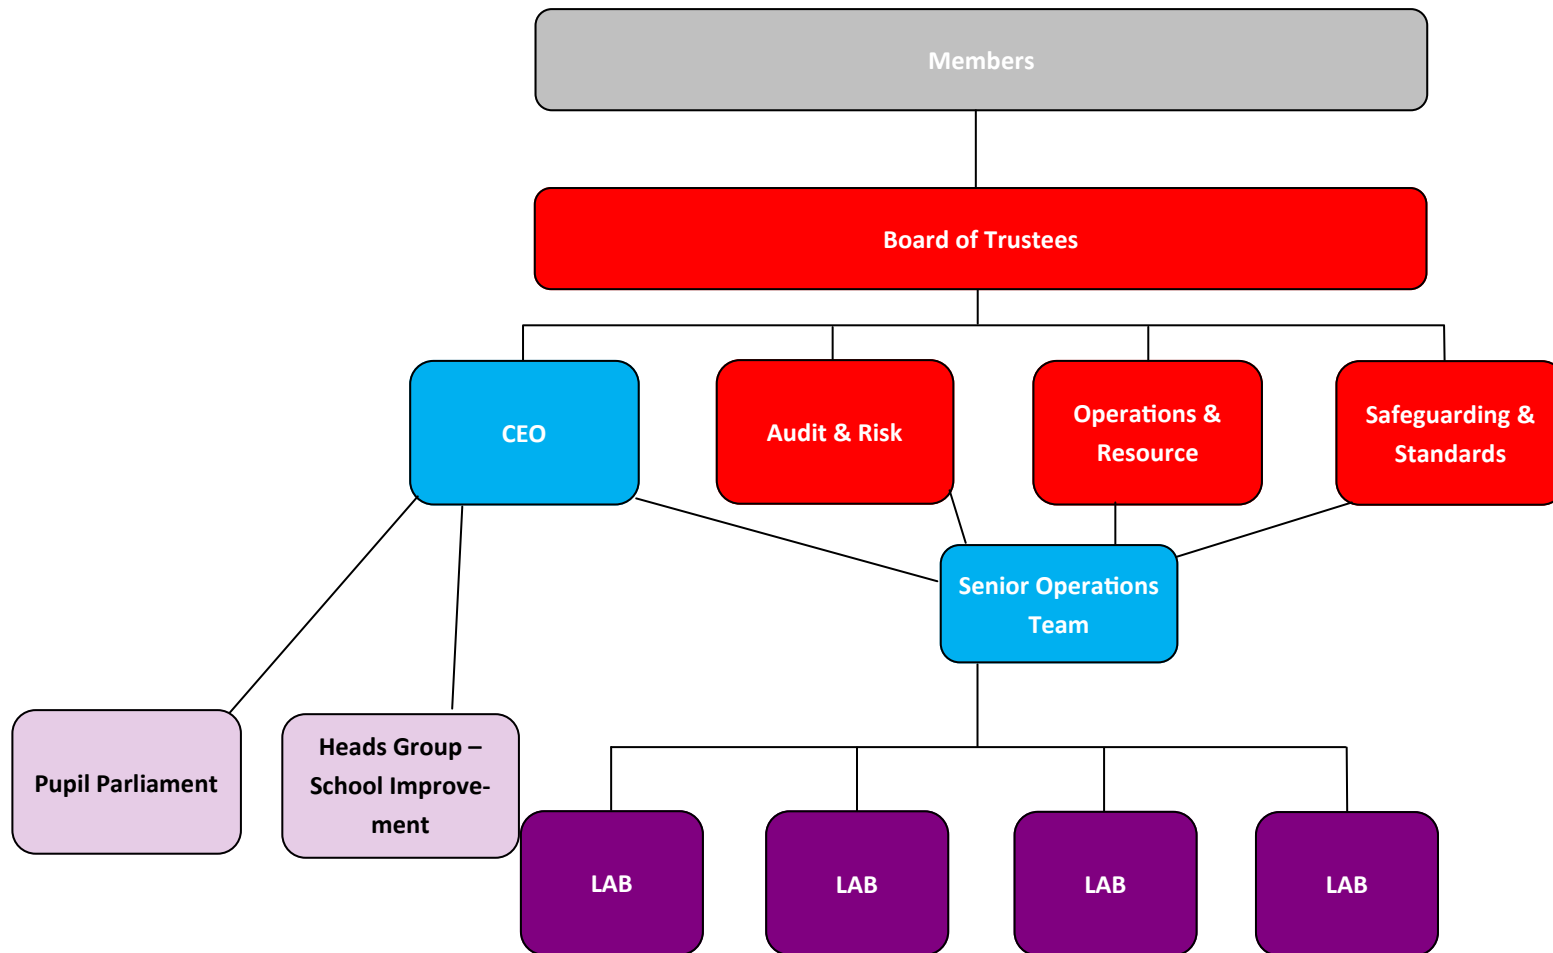 Members
Board of Trustees
CEO
Audit & Risk
Operations &
Resource
Safeguarding &
Standards
Senior Operations
Team
Pupil Parliament
Heads Group –
School Improve-
ment
LAB
LAB
LAB
LAB